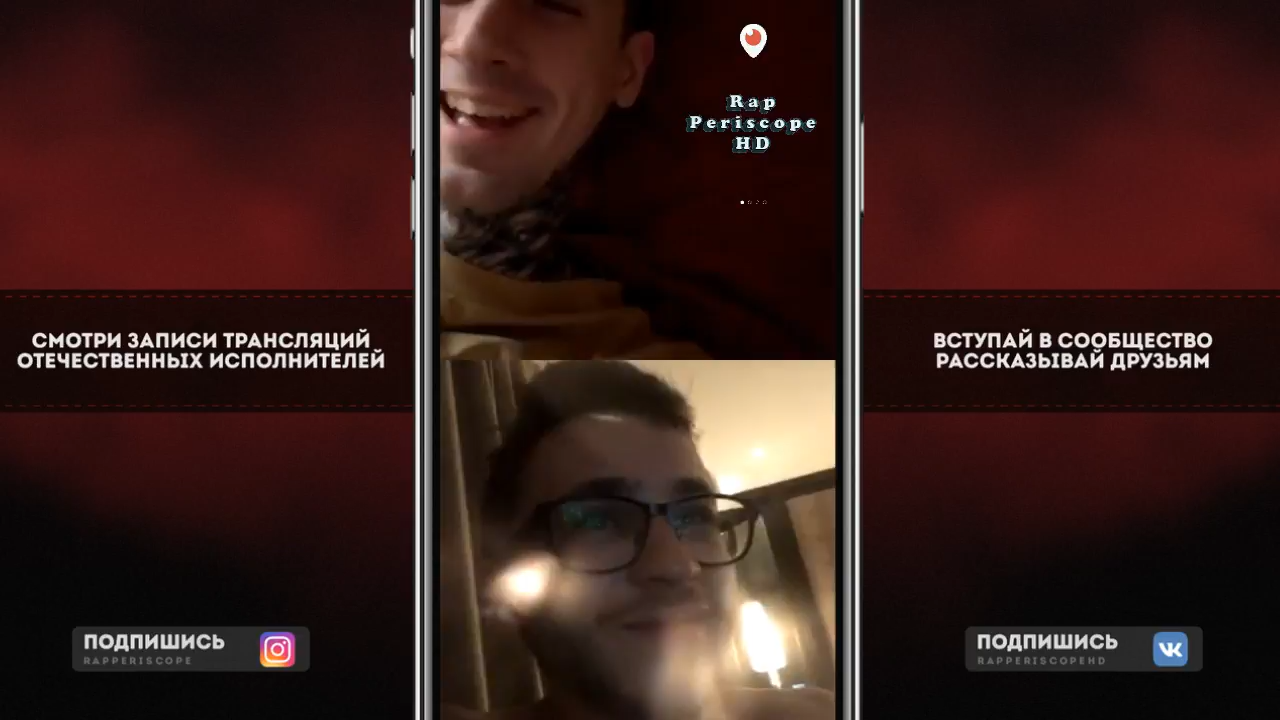 Rap
Periscope
HD
СМОТРИ ЗАПИСИ ТРАНСЛЯЦИЙ
ОТЕЧЕСТВЕННЫХ ИСПОЛНИТЕЛЕЙ
ВСТУПАЙ В СООБЩЕСТВО
РАССКАЗЫВАЙ ДРУЗЬЯМ
ПОДПИШИСЬ
RAPPERISCOPE
ПОДПИШИСЬ
RAPPERISCOPEHD